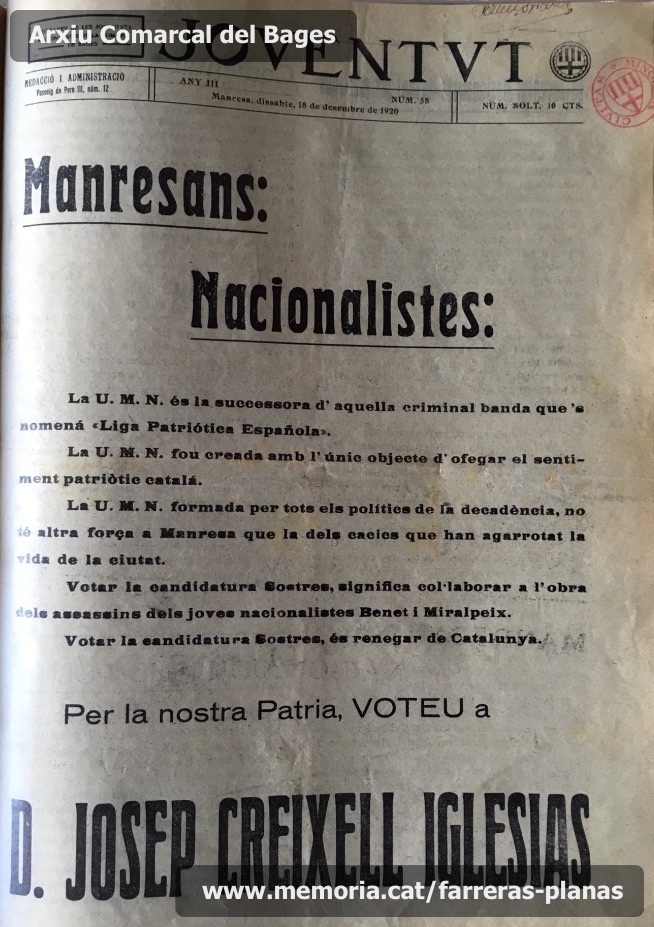 Arxiu Comarcal del Bages
JOVENTVT
REDACCIÓ I ADMINISTRACIO
Passeig de Pere III, núm. 12
ANY III
Manresa, dissabte, 18 de desembre de 1920
NÚM. 58
NÚM. SOLT, 10 CTS.
Manresans:
Nacionalistes:
La U. M. N. és la successora d' aquella criminal banda que 's
nomená «Liga Patriótica Española».
La U. M. N. fou creada amb l'únic objecte d' ofegar el senti-
ment patriòtic catalá.
La U. M. N. formada per tots els polítics de la decadència, no
té altra força a Manresa que la dels cacics que han agarrotat la
vida de la ciutat.
Votar la candidatura Sostres, significa col·laborar a l'obra
dels assassins dels joves nacionalistes Benet i Miralpeix.
Votar la candidatura Sostres, és renegar de Catalunya.
Per la nostra Patria, VOTEU a
D. JOSEP CREIXELL IGLESIAS
www.memoria.cat/farreras-planas